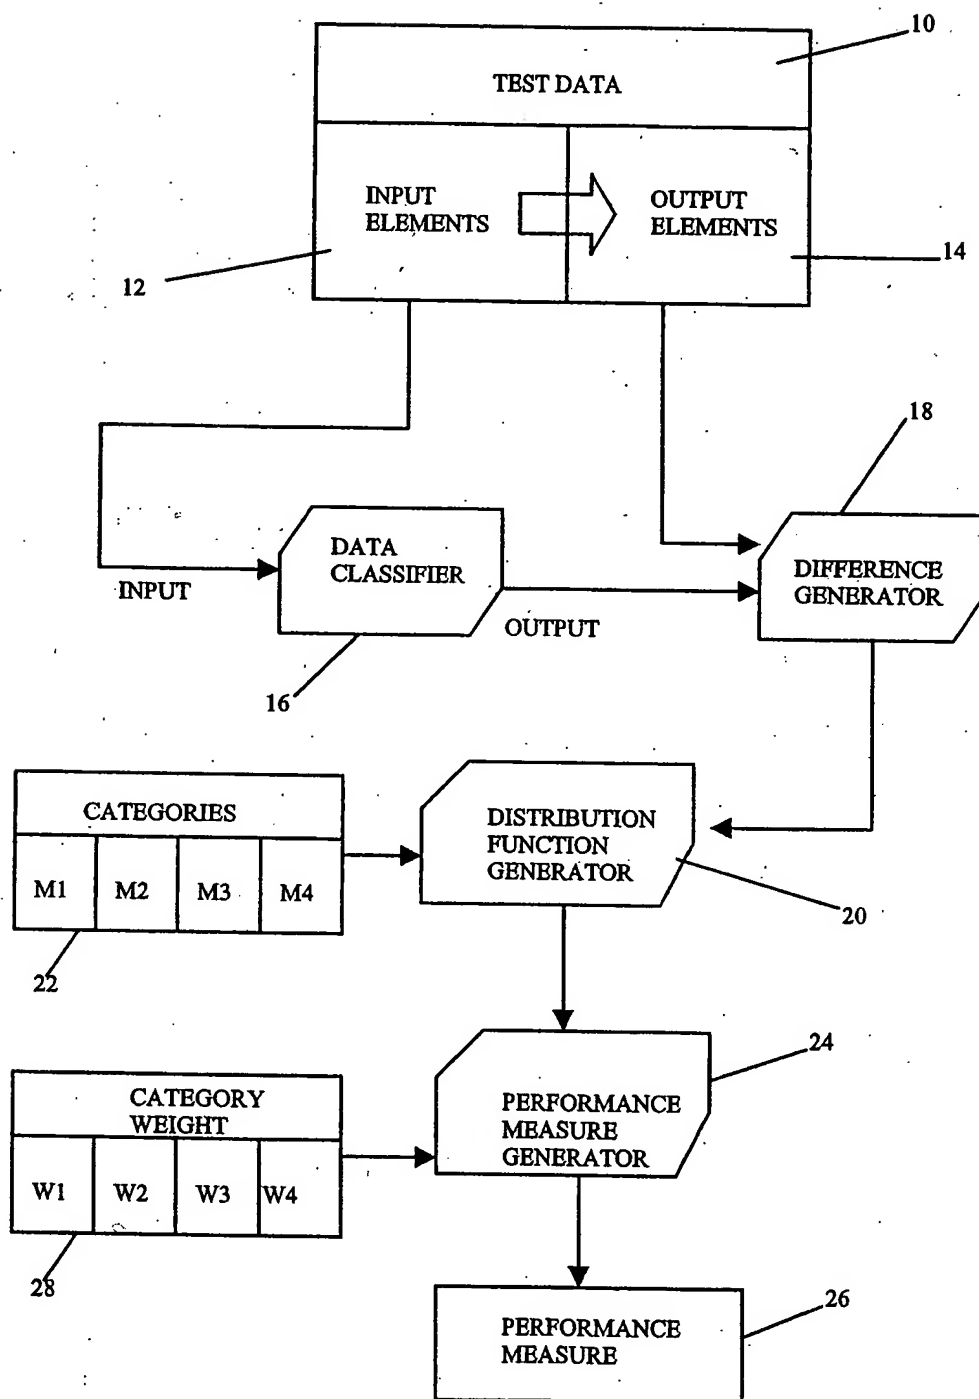 10
TEST DATA
INPUT
ELEMENTS
OUTPUT
ELEMENTS
12
14
18
DATA
CLASSIFIER
DIFFERENCE
GENERATOR
INPUT
OUTPUT
16
CATEGORIES
M1 M2 M3 M4
DISTRIBUTION
FUNCTION
GENERATOR
20
22
24
CATEGORY
WEIGHT
W1 W2 W3 W4
PERFORMANCE
MEASURE
GENERATOR
28
26
PERFORMANCE
MEASURE